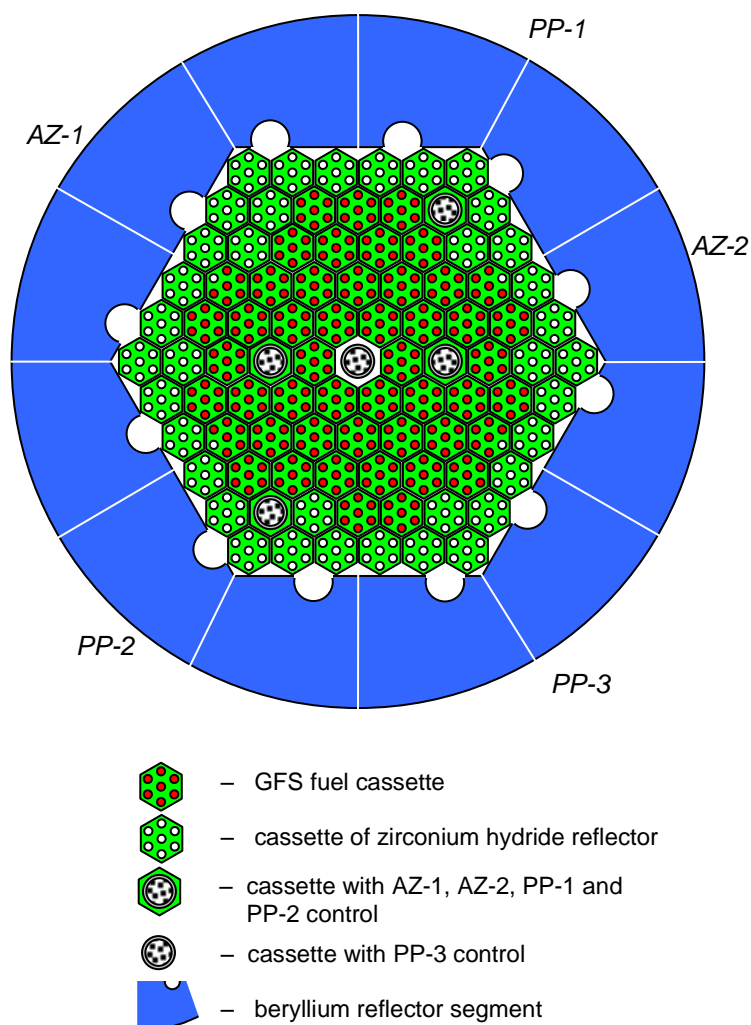 PP-1
AZ-1
AZ-2
PP-2
PP-3
– GFS fuel cassette
– cassette of zirconium hydride reflector
– cassette with AZ-1, AZ-2, PP-1 and
PP-2 control
– cassette with PP-3 control
– beryllium reflector segment